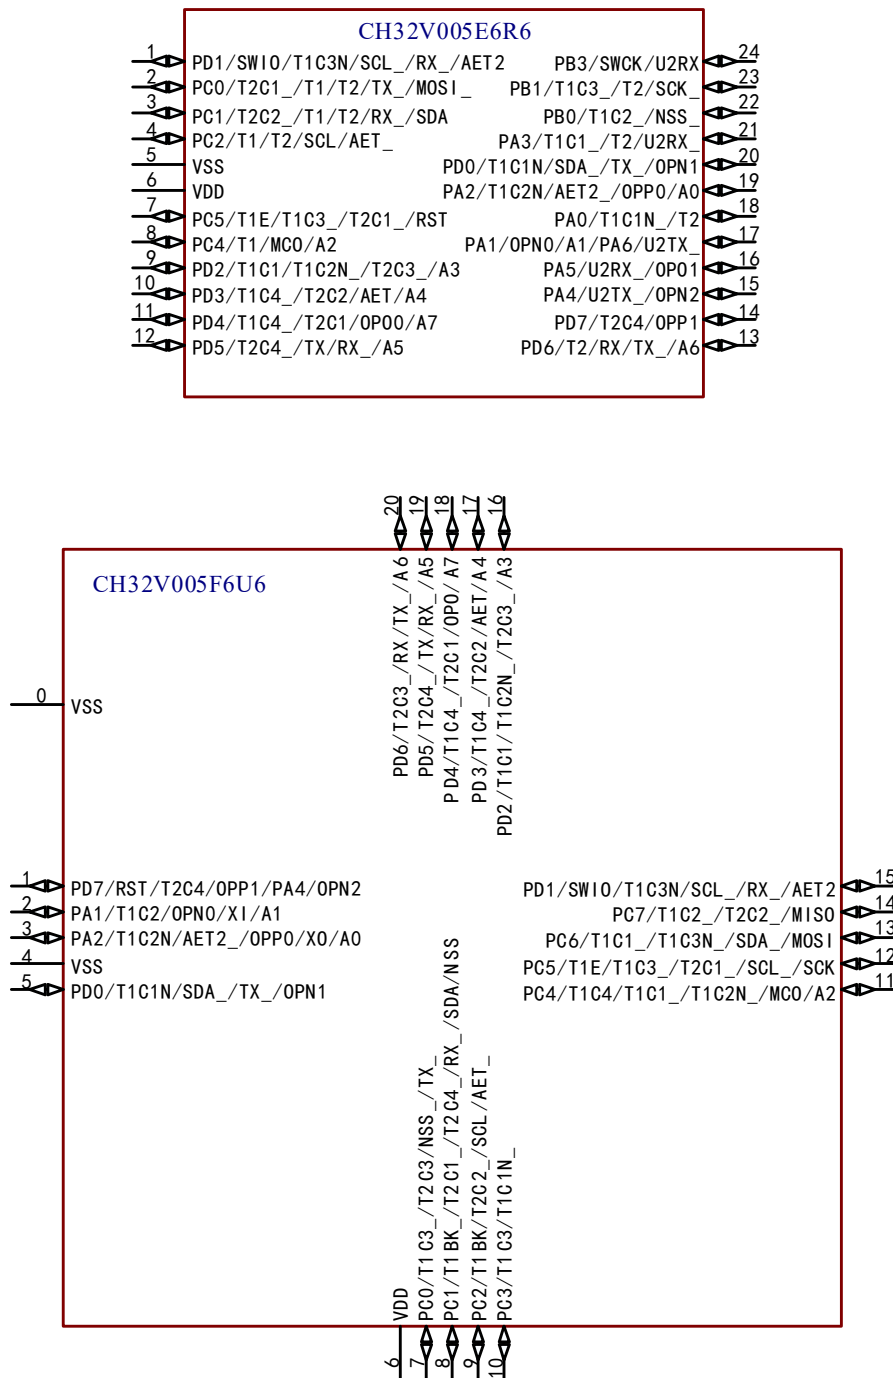 CH32V005E6R6
1 PD1/SWIO/T1C3N/SCL_/RX_/AET2
2 PC0/T2C1_/T1/T2/TX_/MOSI_
3 PC1/T2C2_/T1/T2/RX_/SDA
4 PC2/T1/T2/SCL/AET_
5 VSS
6 VDD
7 PC5/T1E/T1C3_/T2C1_/RST
8 PC4/T1/MCO/A2
9 PD2/T1C1/T1C2N_/T2C3_/A3
10 PD3/T1C4_/T2C2/AET/A4
11 PD4/T1C4_/T2C1/OPO0/A7
12 PD5/T2C4_/TX/RX_/A5
PB3/SWCK/U2RX 24
PB1/T1C3_/T2/SCK_ 23
PB0/T1C2_/NSS_ 22
PA3/T1C1_/T2/U2RX_ 21
PD0/T1C1N/SDA_/TX_/OPN1 20
PA2/T1C2N/AET2_/OPP0/A0 19
PA0/T1C1N_/T2 18
PA1/OPN0/A1/PA6/U2TX_ 17
PA5/U2RX_/OPO1 16
PA4/U2TX_/OPN2 15
PD7/T2C4/OPP1 14
PD6/T2/RX/TX_/A6 13
CH32V005F6U6
20 PD6/T2C3_/RX/TX_/A6
19 PD5/T2C4_/TX/RX_/A5
18 PD4/T1C4_/T2C1/OPO/A7
17 PD3/T1C4_/T2C2/AET/A4
16 PD2/T1C1/T1C2N_/T2C3_/A3
0 VSS
1 PD7/RST/T2C4/OPP1/PA4/OPN2
2 PA1/T1C2/OPN0/XI/A1
3 PA2/T1C2N/AET2_/OPP0/XO/A0
4 VSS
5 PD0/T1C1N/SDA_/TX_/OPN1
PD1/SWIO/T1C3N/SCL_/RX_/AET2 15
PC7/T1C2_/T2C2_/MISO 14
PC6/T1C1_/T1C3N_/SDA_/MOSI 13
PC5/T1E/T1C3_/T2C1_/SCL_/SCK 12
PC4/T1C4/T1C1_/T1C2N_/MCO/A2 11
6 VDD
7 PC0/T1C3_/T2C3/NSS_/TX_
8 PC1/T1BK_/T2C1_/T2C4_/RX_/SDA/NSS
9 PC2/T1BK/T2C2_/SCL/AET_
10 PC3/T1C3/T1C1N_